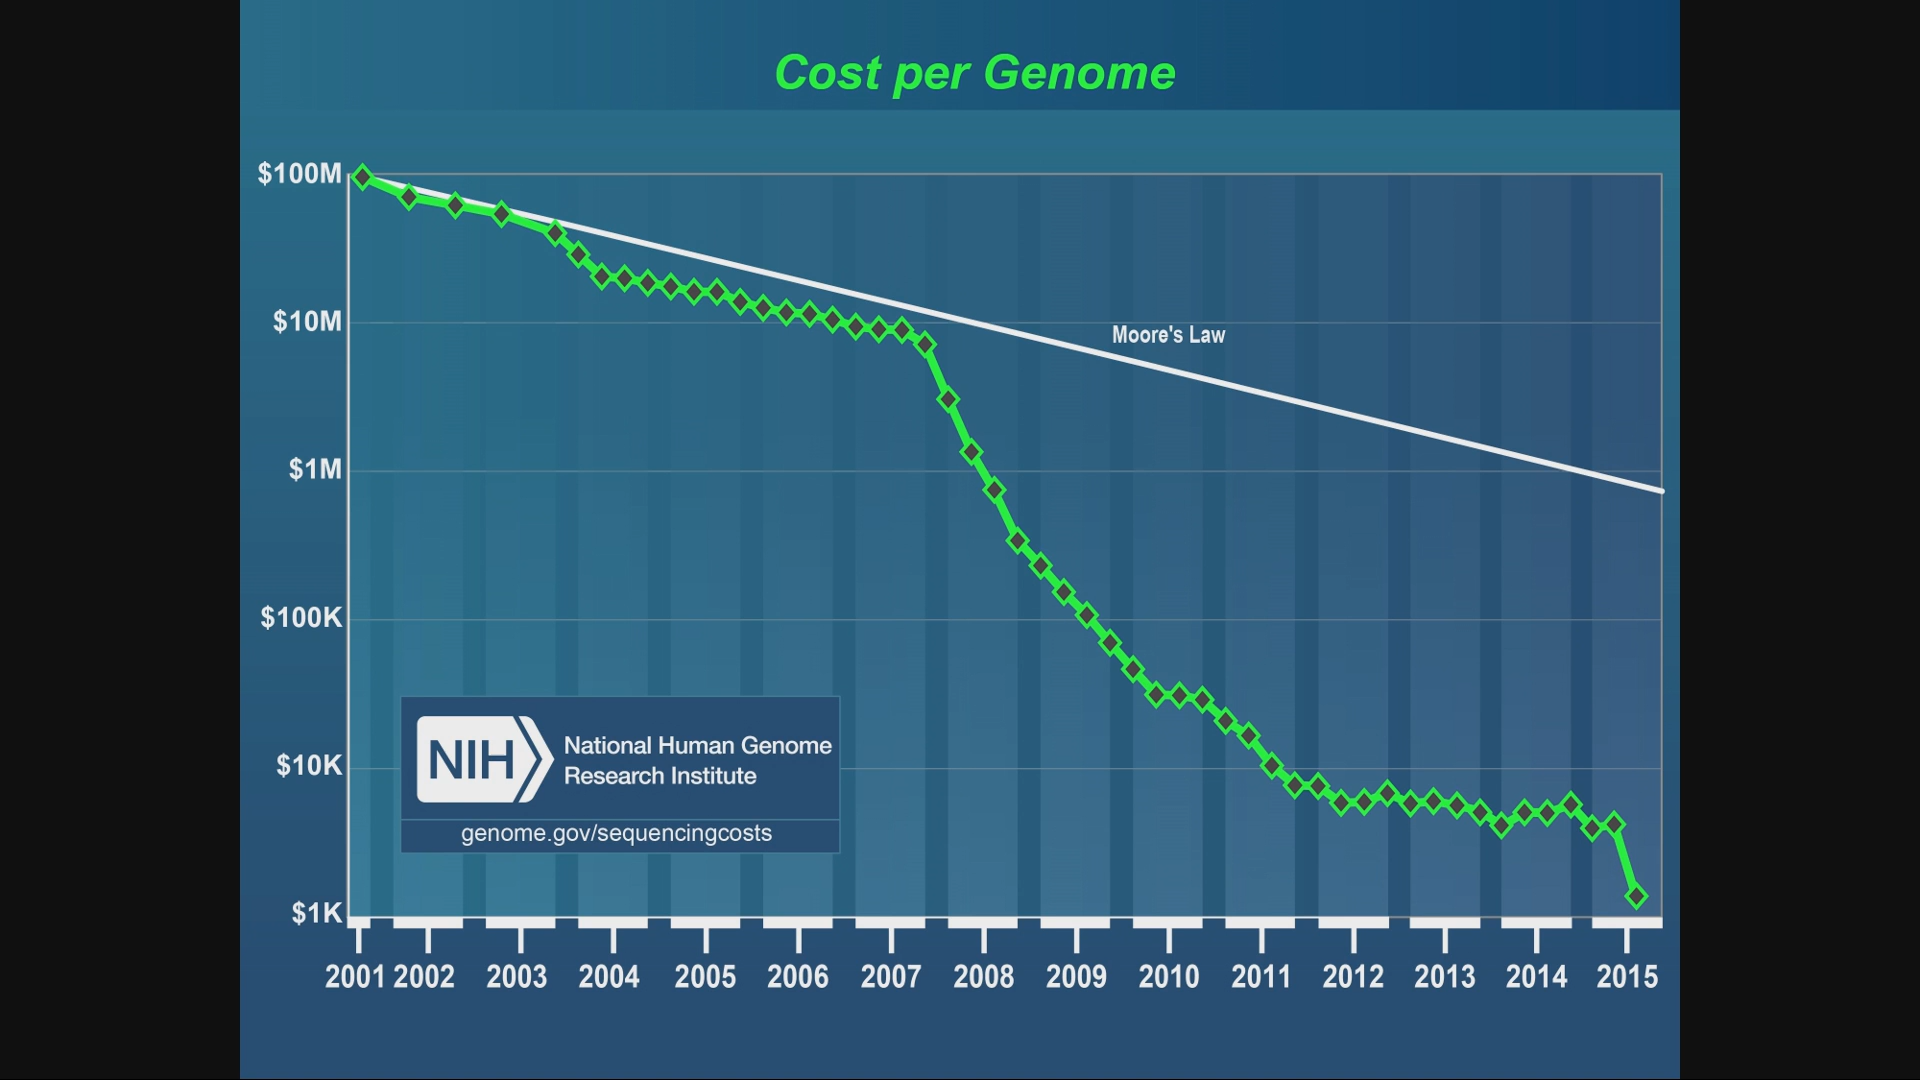 Cost per Genome
$100M
$10M
Moore's Law
$1M
$100K
$10K
$1K
NIH
National Human Genome
Research Institute
genome.gov/sequencingcosts
2001 2002 2003 2004 2005 2006 2007 2008 2009 2010 2011 2012 2013 2014 2015